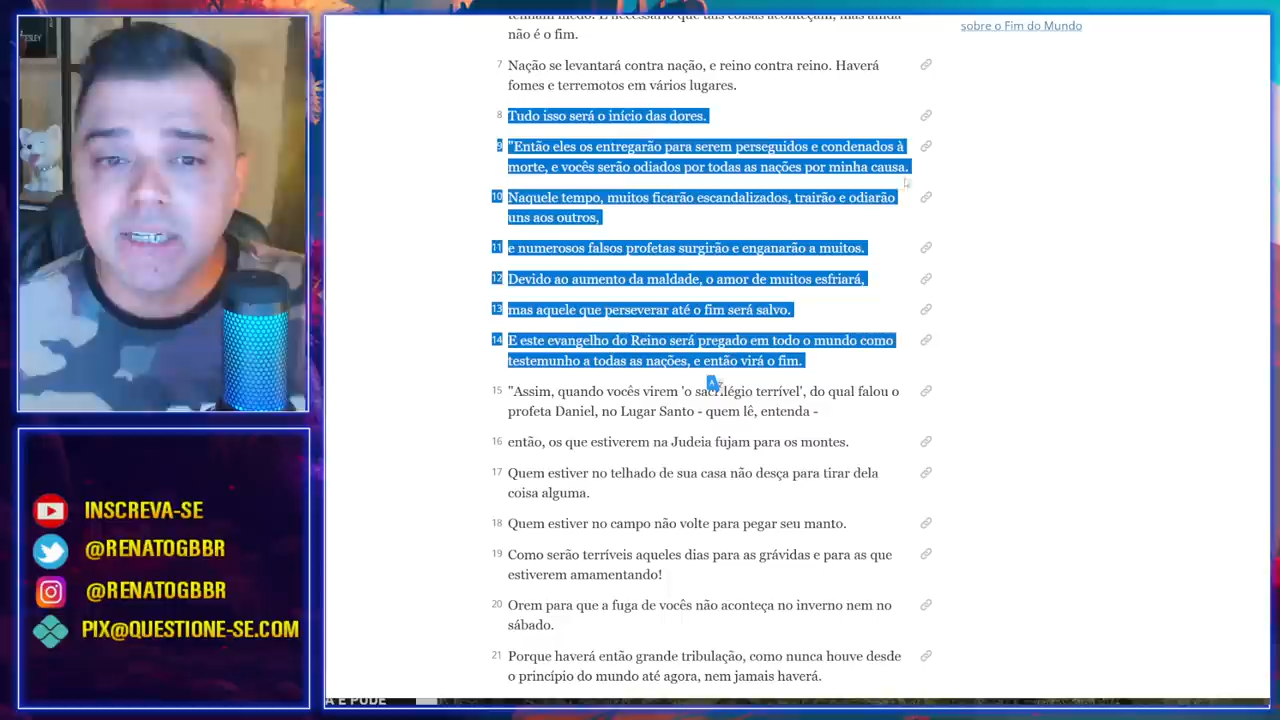 não é o fim.
sobre o Fim do Mundo
7 Nação se levantará contra nação, e reino contra reino. Haverá
fomes e terremotos em vários lugares.
8 Tudo isso será o início das dores.
9 "Então eles os entregarão para serem perseguidos e condenados à
morte, e vocês serão odiados por todas as nações por minha causa.
10 Naquele tempo, muitos ficarão escandalizados, trairão e odiarão
uns aos outros,
11 e numerosos falsos profetas surgirão e enganarão a muitos.
12 Devido ao aumento da maldade, o amor de muitos esfriará,
13 mas aquele que perseverar até o fim será salvo.
14 E este evangelho do Reino será pregado em todo o mundo como
testemunho a todas as nações, e então virá o fim.
15 "Assim, quando vocês virem 'o sacrilégio terrível', do qual falou o
profeta Daniel, no Lugar Santo - quem lê, entenda -
16 então, os que estiverem na Judeia fujam para os montes.
17 Quem estiver no telhado de sua casa não desça para tirar dela
coisa alguma.
18 Quem estiver no campo não volte para pegar seu manto.
19 Como serão terríveis aqueles dias para as grávidas e para as que
estiverem amamentando!
20 Orem para que a fuga de vocês não aconteça no inverno nem no
sábado.
21 Porque haverá então grande tribulação, como nunca houve desde
o princípio do mundo até agora, nem jamais haverá.
INSCREVA-SE
@RENATOGBBR
@RENATOGBBR
PIX@QUESTIONE-SE.COM